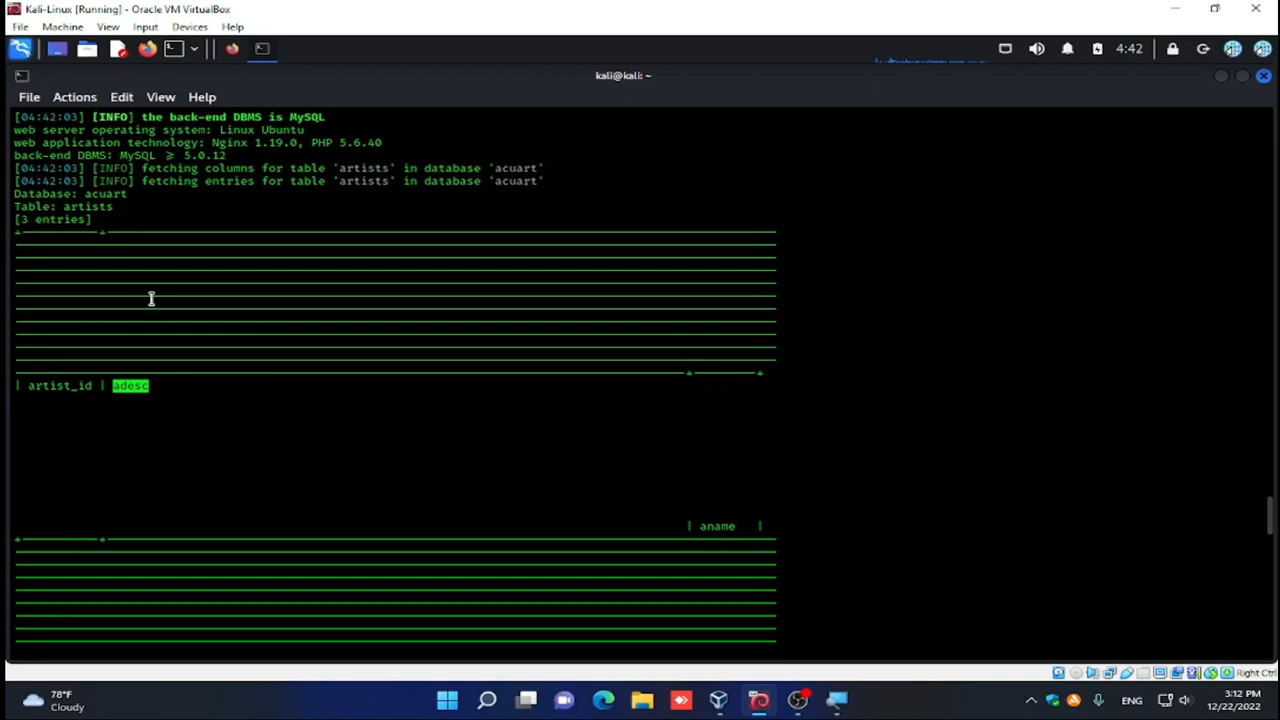 Kali-Linux [Running] - Oracle VM VirtualBox
File Machine View Input Devices Help
4:42
kali@kali: ~
File Actions Edit View Help
[04:42:03] [INFO] the back-end DBMS is MySQL
web server operating system: Linux Ubuntu
web application technology: Nginx 1.19.0, PHP 5.6.40
back-end DBMS: MySQL ≥ 5.0.12
[04:42:03] [INFO] fetching columns for table 'artists' in database 'acuart'
[04:42:03] [INFO] fetching entries for table 'artists' in database 'acuart'
Database: acuart
Table: artists
[3 entries]
| artist_id | adesc
| aname |
Right Ctrl
78°F
Cloudy
ENG
3:12 PM
12/22/2022